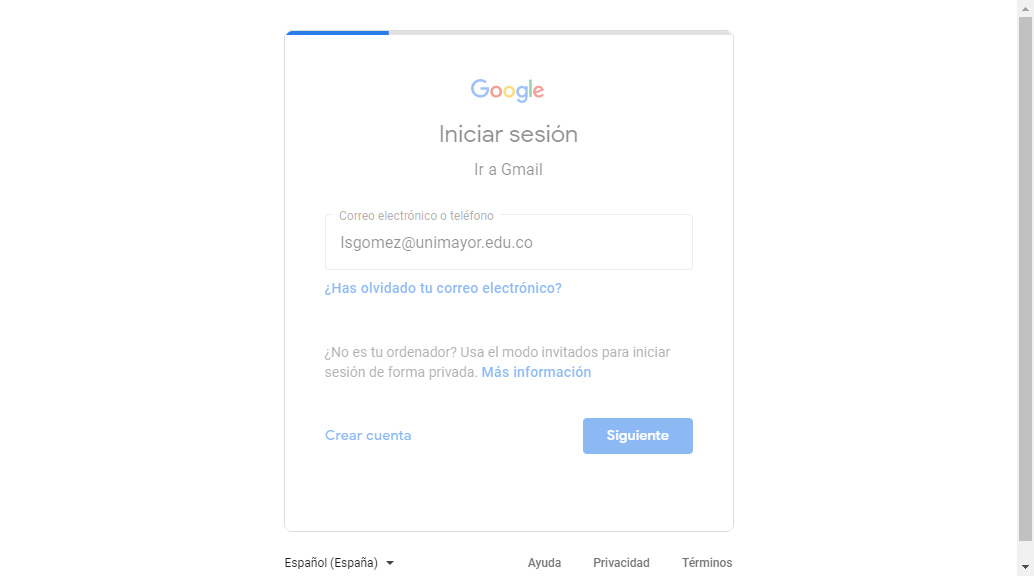 Google
Iniciar sesión
Ir a Gmail
Correo electrónico o teléfono
lsgomez@unimayor.edu.co
¿Has olvidado tu correo electrónico?
¿No es tu ordenador? Usa el modo invitados para iniciar
sesión de forma privada. Más información
Crear cuenta
Siguiente
Español (España)
Ayuda
Privacidad
Términos